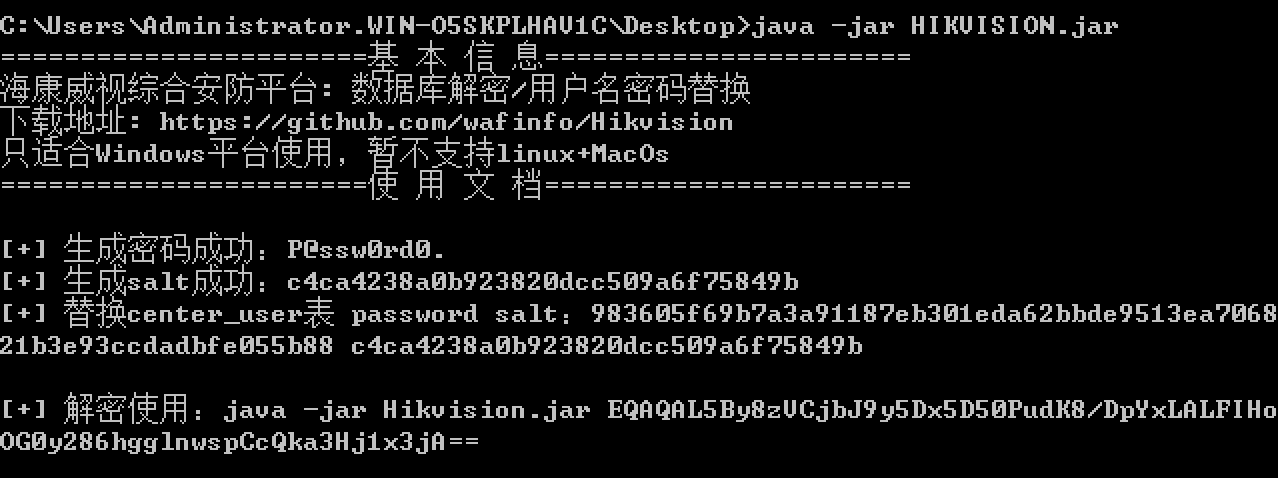 C:\Users\Administrator.WIN-O5SKPLHAV1C\Desktop>java -jar HIKVISION.jar
=======================基 本 信 息=======================
海康威视综合安防平台: 数据库解密/用户名密码替换
下载地址: https://github.com/wafinfo/Hikvision
只适合Windows平台使用，暂不支持linux+MacOs
=======================使 用 文 档=======================
[+] 生成密码成功：P@ssw0rd0.
[+] 生成salt成功：c4ca4238a0b923820dcc509a6f75849b
[+] 替换center_user表 password salt：983605f69b7a3a91187eb301eda62bbde9513ea7068
21b3e93ccdadbfe055b88 c4ca4238a0b923820dcc509a6f75849b
[+] 解密使用：java -jar Hikvision.jar EQAQAL5By8zVCjbJ9y5Dx5D50PudK8/DpYxLALFIHo
OG0y286hgglnwspCcQka3Hj1x3jA==